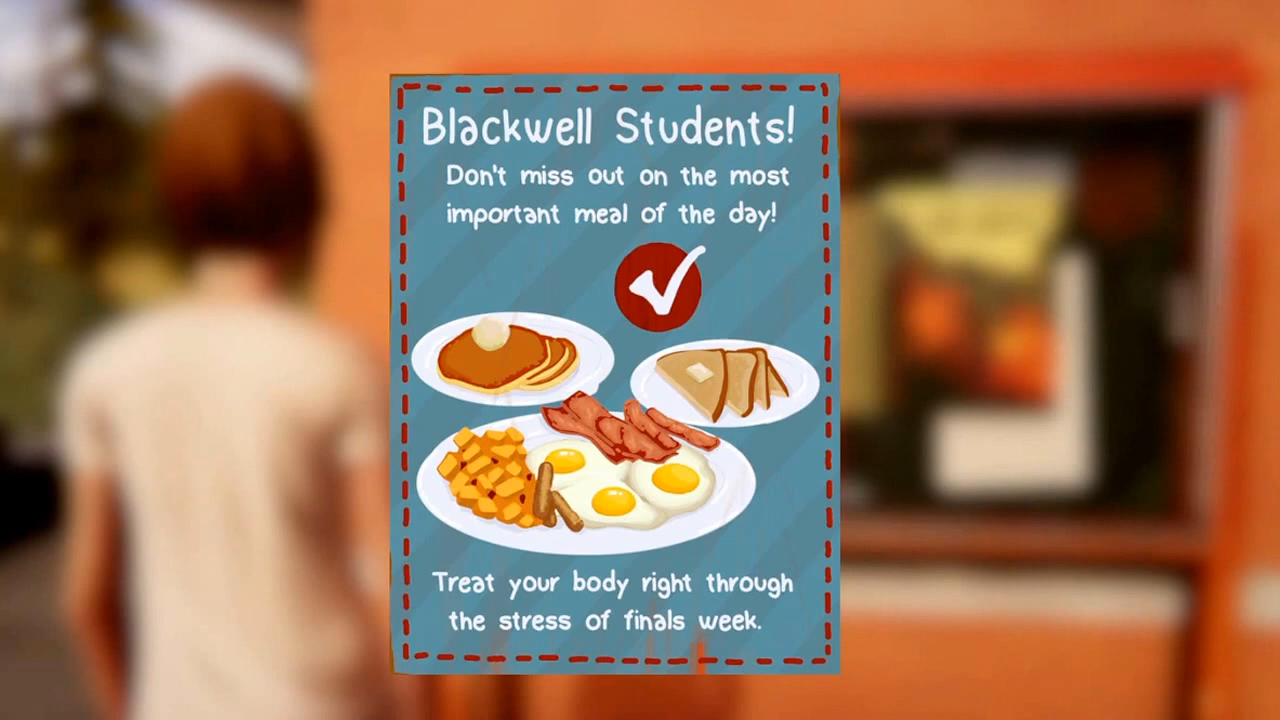 Blackwell Students!
Don't miss out on the most
important meal of the day!
Treat your body right through
the stress of finals week.